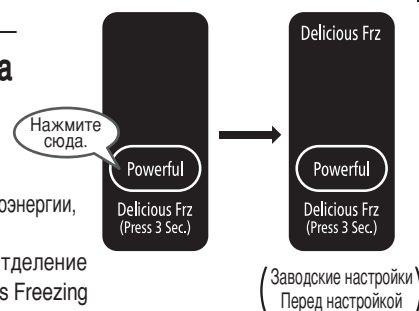 а
Нажмите
сюда.
Powerful
Delicious Frz
(Press 3 Sec.)
Delicious Frz
Powerful
Delicious Frz
(Press 3 Sec.)
(Заводские настройки
Перед настройкой)
оэнергии,
тделение
s Freezing